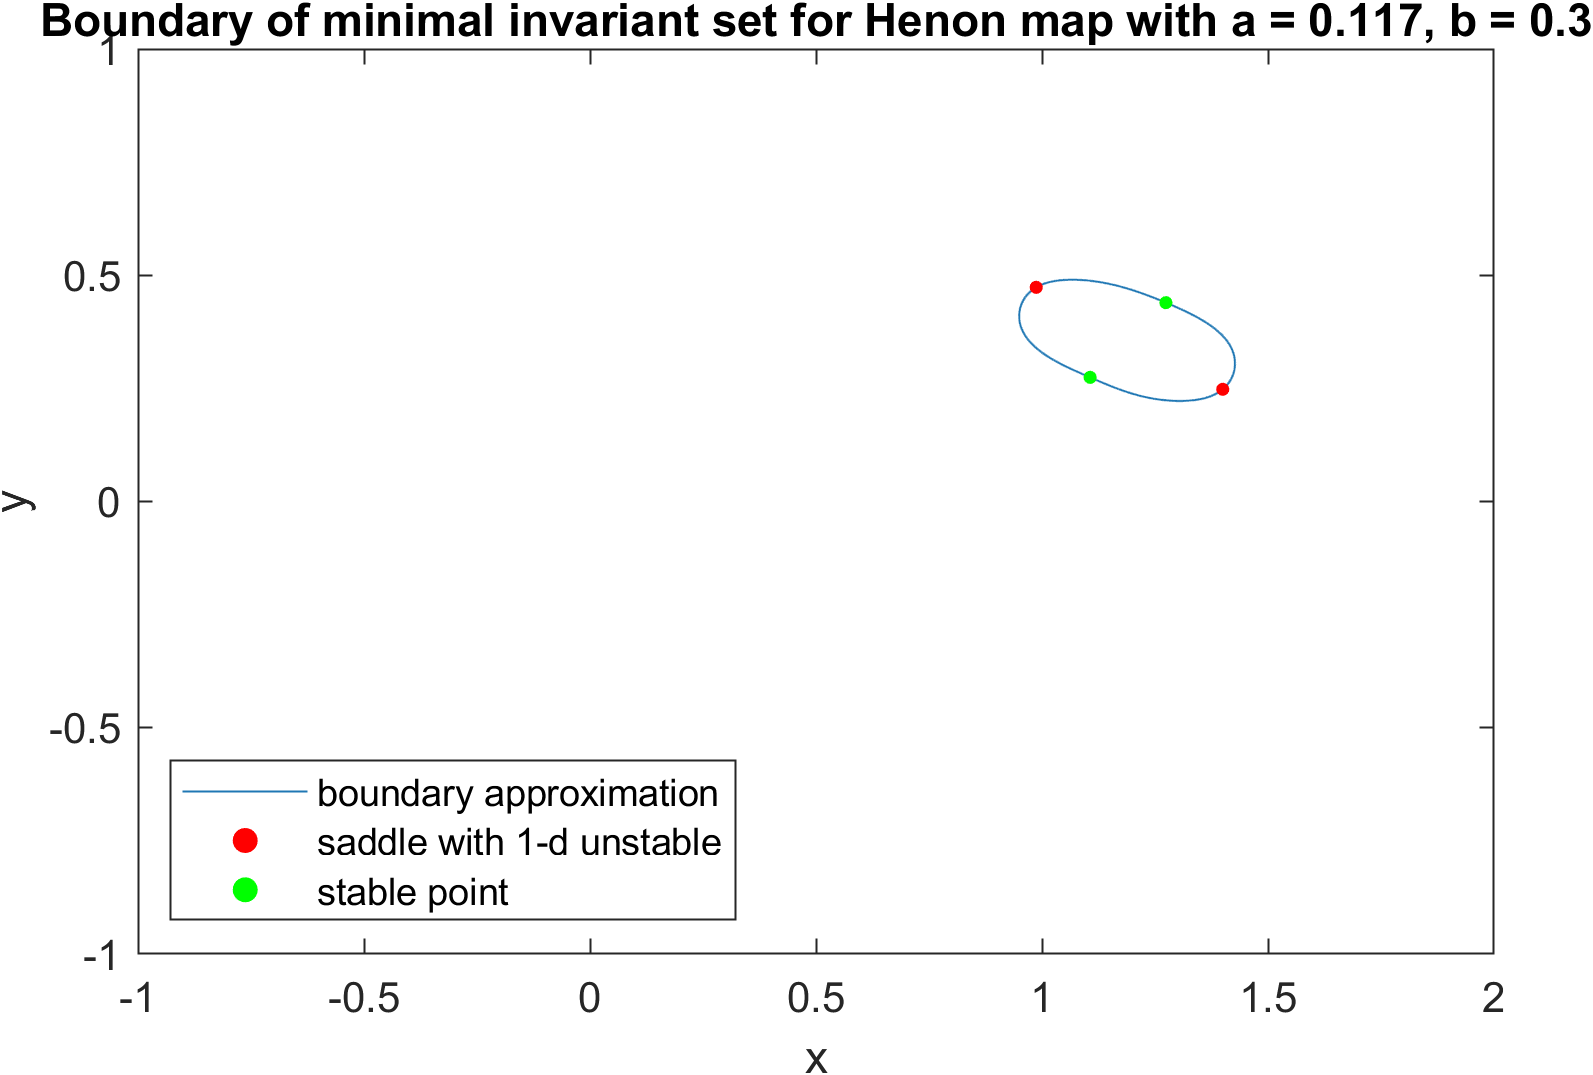 Boundary of minimal invariant set for Henon map with a = 0.117, b = 0.3
1
0.5
0
-0.5
-1
y
boundary approximation
saddle with 1-d unstable
stable point
-1 -0.5 0 0.5 1 1.5 2
x